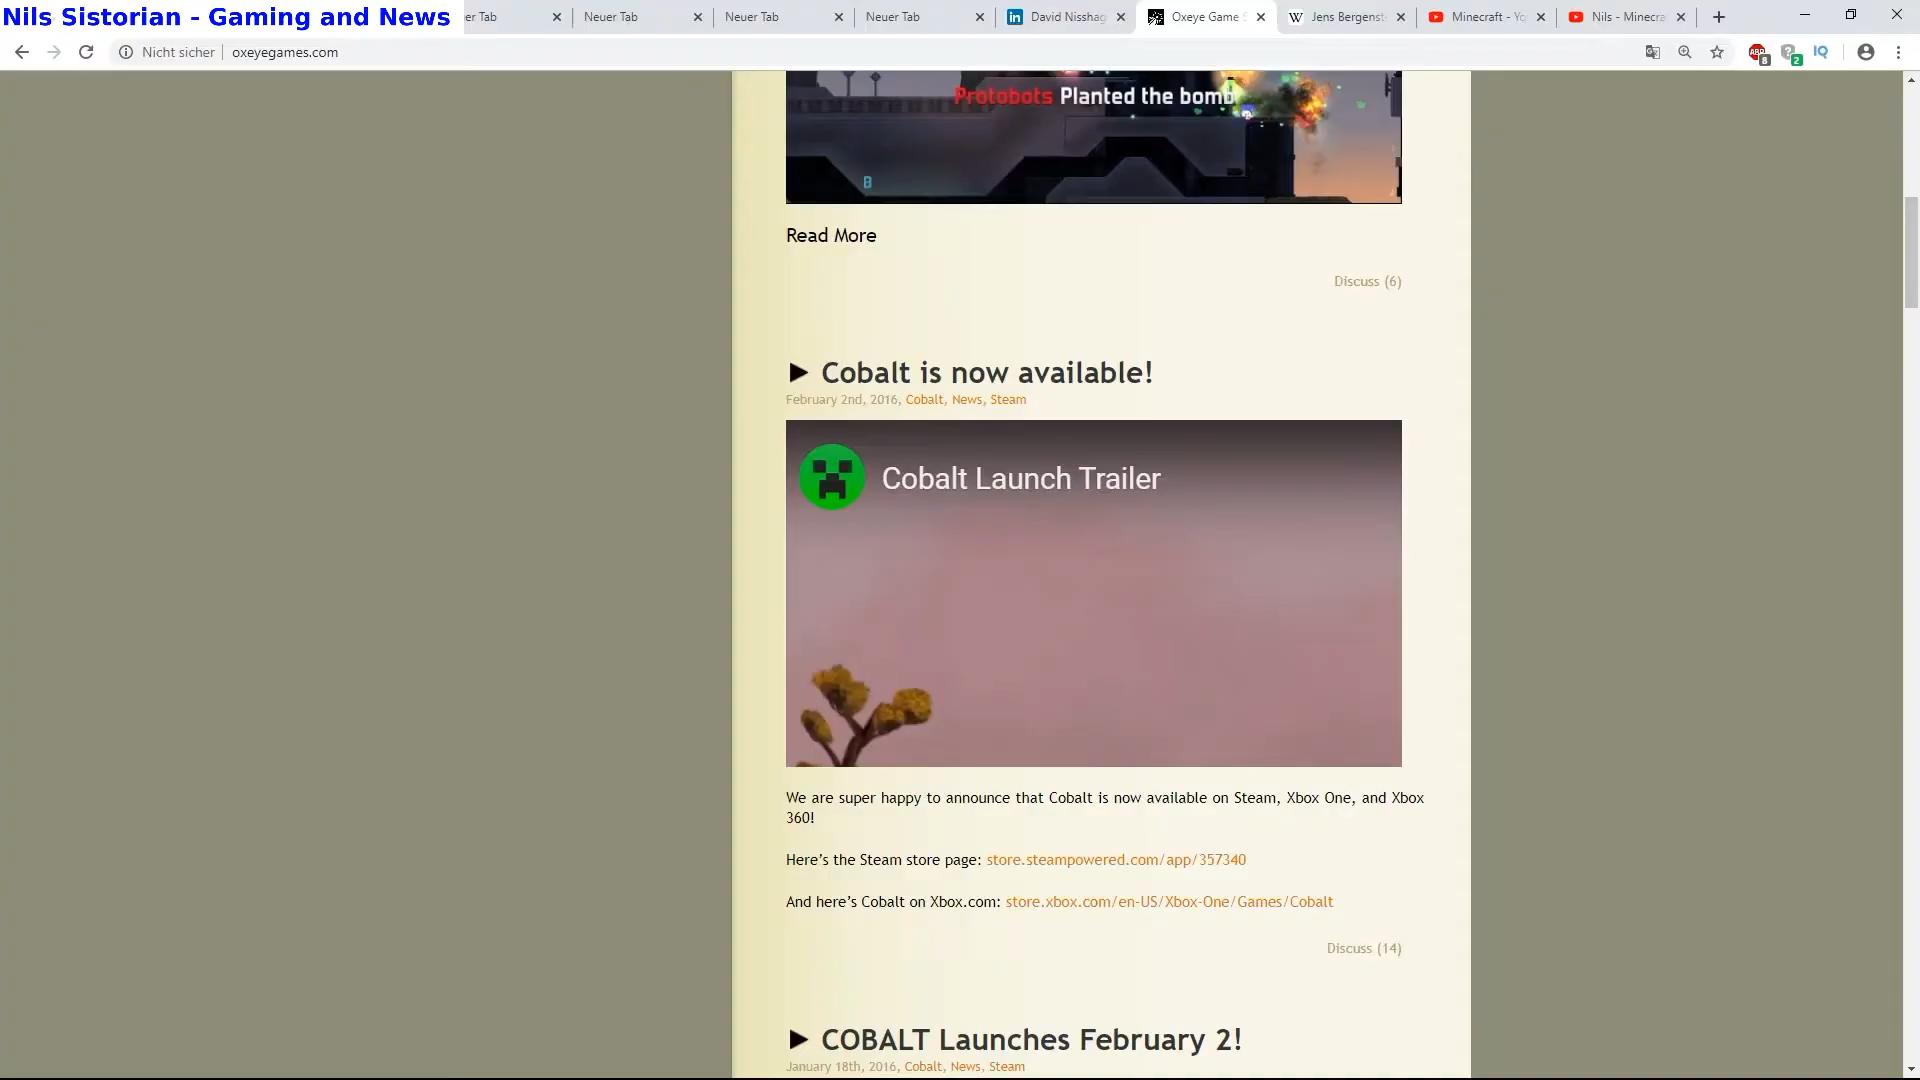 Nils Sistorian - Gaming and News
er Tab
Neuer Tab
Neuer Tab
Neuer Tab
David Nisshag
Oxeye Game S
Jens Bergenst
Minecraft - Yo
Nils - Minecra
Nicht sicher
oxeyegames.com
ABP
8
2
IQ
Protobots Planted the bomb
B
Read More
Discuss (6)
Cobalt is now available!
February 2nd, 2016, Cobalt, News, Steam
Cobalt Launch Trailer
We are super happy to announce that Cobalt is now available on Steam, Xbox One, and Xbox
360!
Here’s the Steam store page: store.steampowered.com/app/357340
And here’s Cobalt on Xbox.com: store.xbox.com/en-US/Xbox-One/Games/Cobalt
Discuss (14)
COBALT Launches February 2!
January 18th, 2016, Cobalt, News, Steam